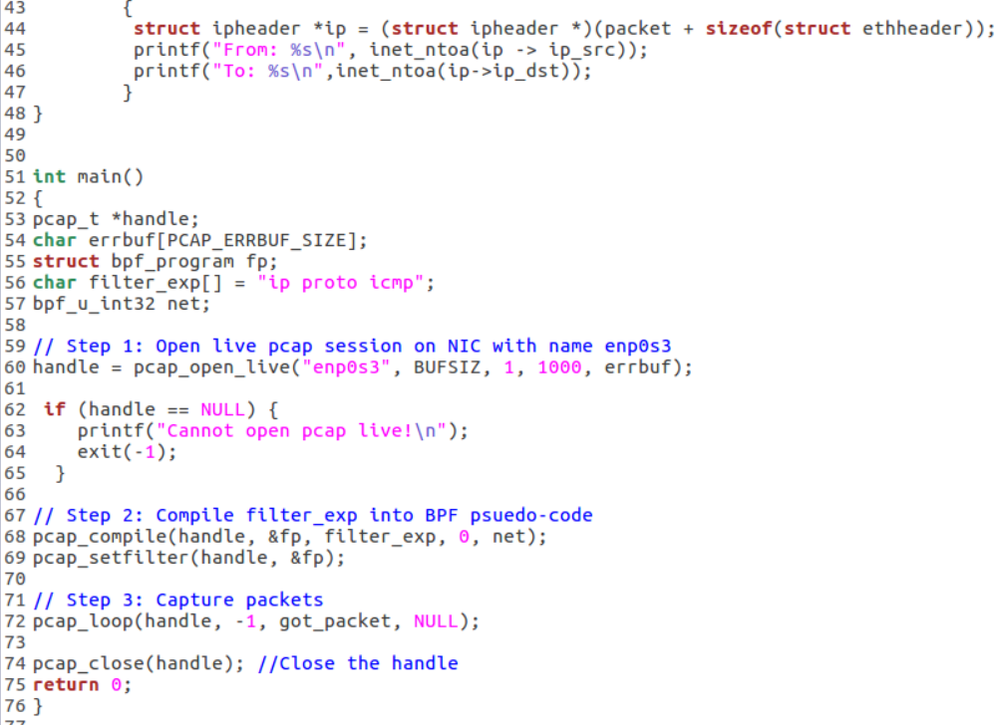 43 {
44 struct ipheader *ip = (struct ipheader *)(packet + sizeof(struct ethheader));
45 printf("From: %s\n", inet_ntoa(ip -> ip_src));
46 printf("To: %s\n",inet_ntoa(ip->ip_dst));
47 }
48 }
49
50
51 int main()
52 {
53 pcap_t *handle;
54 char errbuf[PCAP_ERRBUF_SIZE];
55 struct bpf_program fp;
56 char filter_exp[] = "ip proto icmp";
57 bpf_u_int32 net;
58
59 // Step 1: Open live pcap session on NIC with name enp0s3
60 handle = pcap_open_live("enp0s3", BUFSIZ, 1, 1000, errbuf);
61
62 if (handle == NULL) {
63 printf("Cannot open pcap live!\n");
64 exit(-1);
65 }
66
67 // Step 2: Compile filter_exp into BPF psuedo-code
68 pcap_compile(handle, &fp, filter_exp, 0, net);
69 pcap_setfilter(handle, &fp);
70
71 // Step 3: Capture packets
72 pcap_loop(handle, -1, got_packet, NULL);
73
74 pcap_close(handle); //Close the handle
75 return 0;
76 }
77